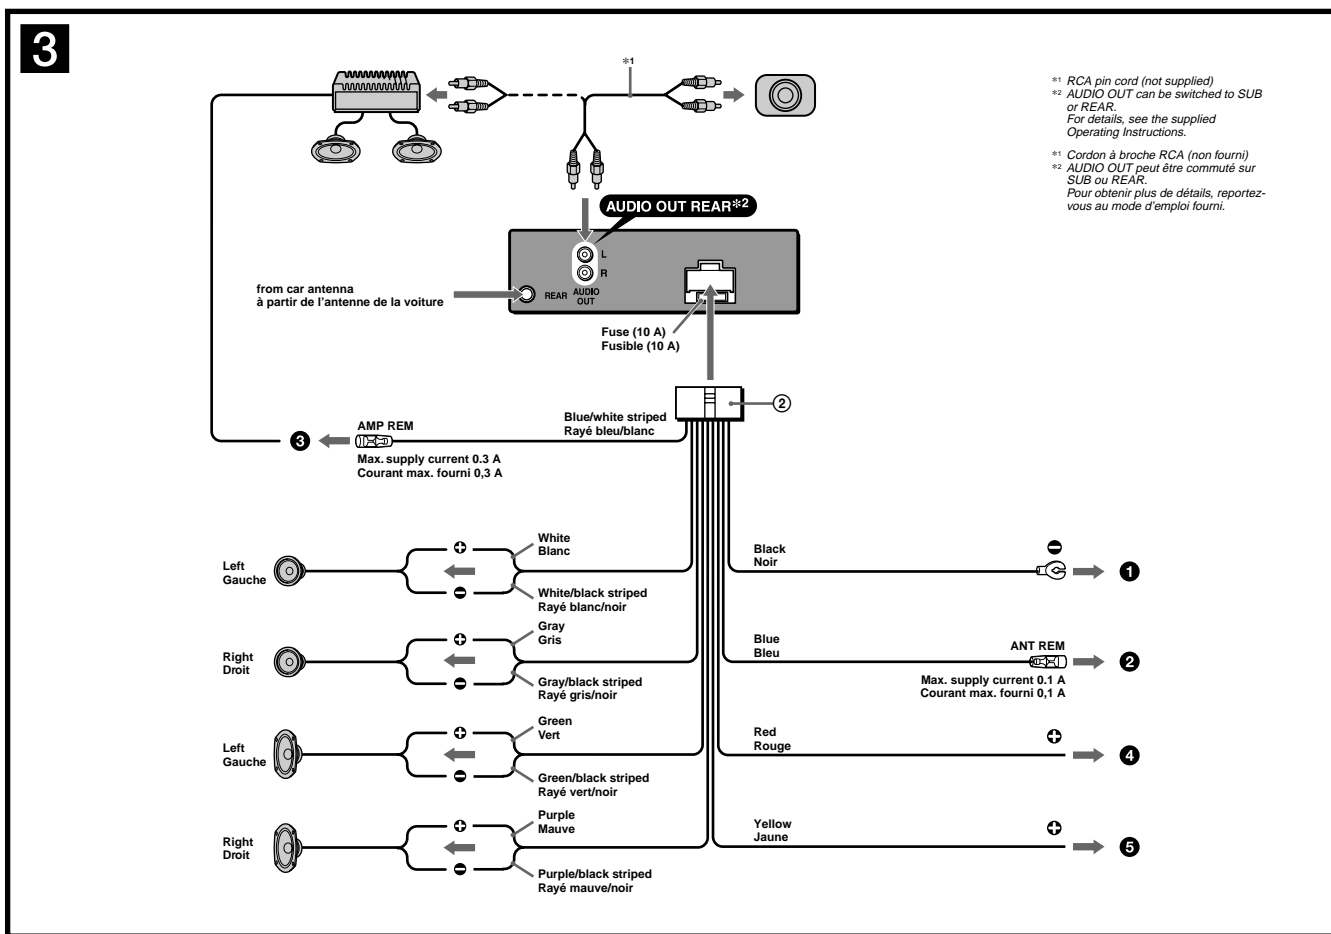 3
*1
*1 RCA pin cord (not supplied)
*2 AUDIO OUT can be switched to SUB
or REAR.
For details, see the supplied
Operating Instructions.
*1 Cordon à broche RCA (non fourni)
*2 AUDIO OUT peut être commuté sur
SUB ou REAR.
Pour obtenir plus de détails, reportez-
vous au mode d'emploi fourni.
AUDIO OUT REAR*2
L
R
REAR
AUDIO
OUT
from car antenna
à partir de l'antenne de la voiture
Fuse (10 A)
Fusible (10 A)
2
Blue/white striped
Rayé bleu/blanc
AMP REM
3
Max. supply current 0.3 A
Courant max. fourni 0,3 A
Left
Gauche
White
Blanc
White/black striped
Rayé blanc/noir
Black
Noir
1
Right
Droit
Gray
Gris
Gray/black striped
Rayé gris/noir
Blue
Bleu
ANT REM
2
Max. supply current 0.1 A
Courant max. fourni 0,1 A
Left
Gauche
Green
Vert
Green/black striped
Rayé vert/noir
Red
Rouge
4
Right
Droit
Purple
Mauve
Purple/black striped
Rayé mauve/noir
Yellow
Jaune
5